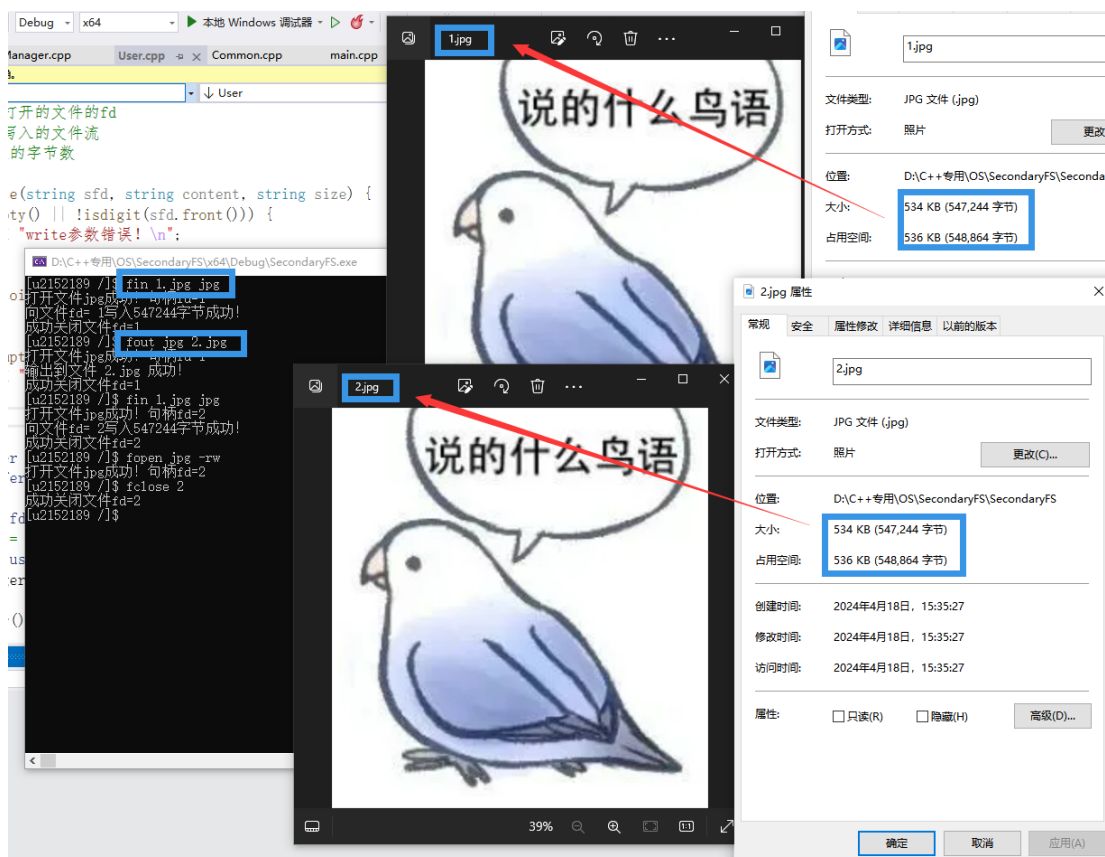 Debug x64 本地 Windows 调试器
Manager.cpp User.cpp Common.cpp main.cpp
User
打开的文件的fd
写入的文件流
的字节数
e(string sfd, string content, string size) {
pty() || !isdigit(sfd.front())) {
"write参数错误! \n";
D:\C++专用\OS\SecondaryFS\x64\Debug\SecondaryFS.exe
[u2152189 /]$ fin 1.jpg jpg
打开文件jpg成功! 句柄fd=1
向文件fd= 1写入547244字节成功!
成功关闭文件fd=1
[u2152189 /]$ fout jpg 2.jpg
打开文件jpg成功! 句柄fd=1
输出到文件 2.jpg 成功!
成功关闭文件fd=1
[u2152189 /]$ fin 1.jpg jpg
打开文件jpg成功! 句柄fd=2
向文件fd= 2写入547244字节成功!
成功关闭文件fd=2
[u2152189 /]$ fopen jpg -rw
打开文件jpg成功! 句柄fd=2
[u2152189 /]$ fclose 2
成功关闭文件fd=2
[u2152189 /]$
1.jpg
说的什么鸟语
1.jpg
文件类型: JPG 文件 (.jpg)
打开方式: 照片 更改
位置: D:\C++专用\OS\SecondaryFS\Seconda
大小: 534 KB (547,244 字节)
占用空间: 536 KB (548,864 字节)
2.jpg
说的什么鸟语
39%
2.jpg 属性
常规 安全 属性修改 详细信息 以前的版本
2.jpg
文件类型: JPG 文件 (.jpg)
打开方式: 照片 更改(C)...
位置: D:\C++专用\OS\SecondaryFS\SecondaryFS
大小: 534 KB (547,244 字节)
占用空间: 536 KB (548,864 字节)
创建时间: 2024年4月18日，15:35:27
修改时间: 2024年4月18日，15:35:27
访问时间: 2024年4月18日，15:35:27
属性: 只读(R) 隐藏(H) 高级(D)...
确定 取消 应用(A)